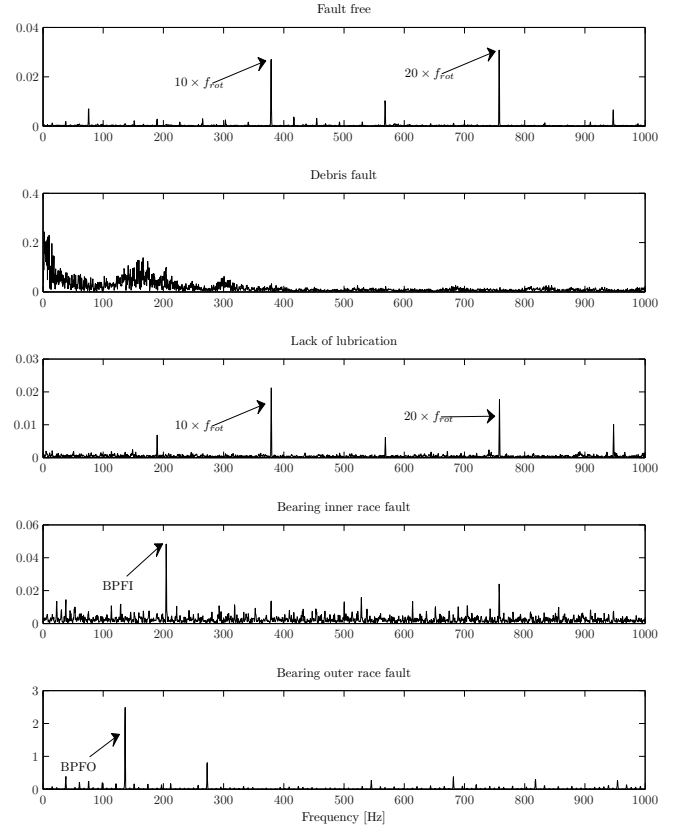 Fault free
0.04
0.02
0
10 × f_rot
20 × f_rot
0 100 200 300 400 500 600 700 800 900 1000
Debris fault
0.4
0.2
0
0 100 200 300 400 500 600 700 800 900 1000
Lack of lubrication
0.03
0.02
0.01
0
10 × f_rot
20 × f_rot
0 100 200 300 400 500 600 700 800 900 1000
Bearing inner race fault
0.06
0.04
0.02
0
BPFI
0 100 200 300 400 500 600 700 800 900 1000
Bearing outer race fault
3
2
1
0
BPFO
0 100 200 300 400 500 600 700 800 900 1000
Frequency [Hz]